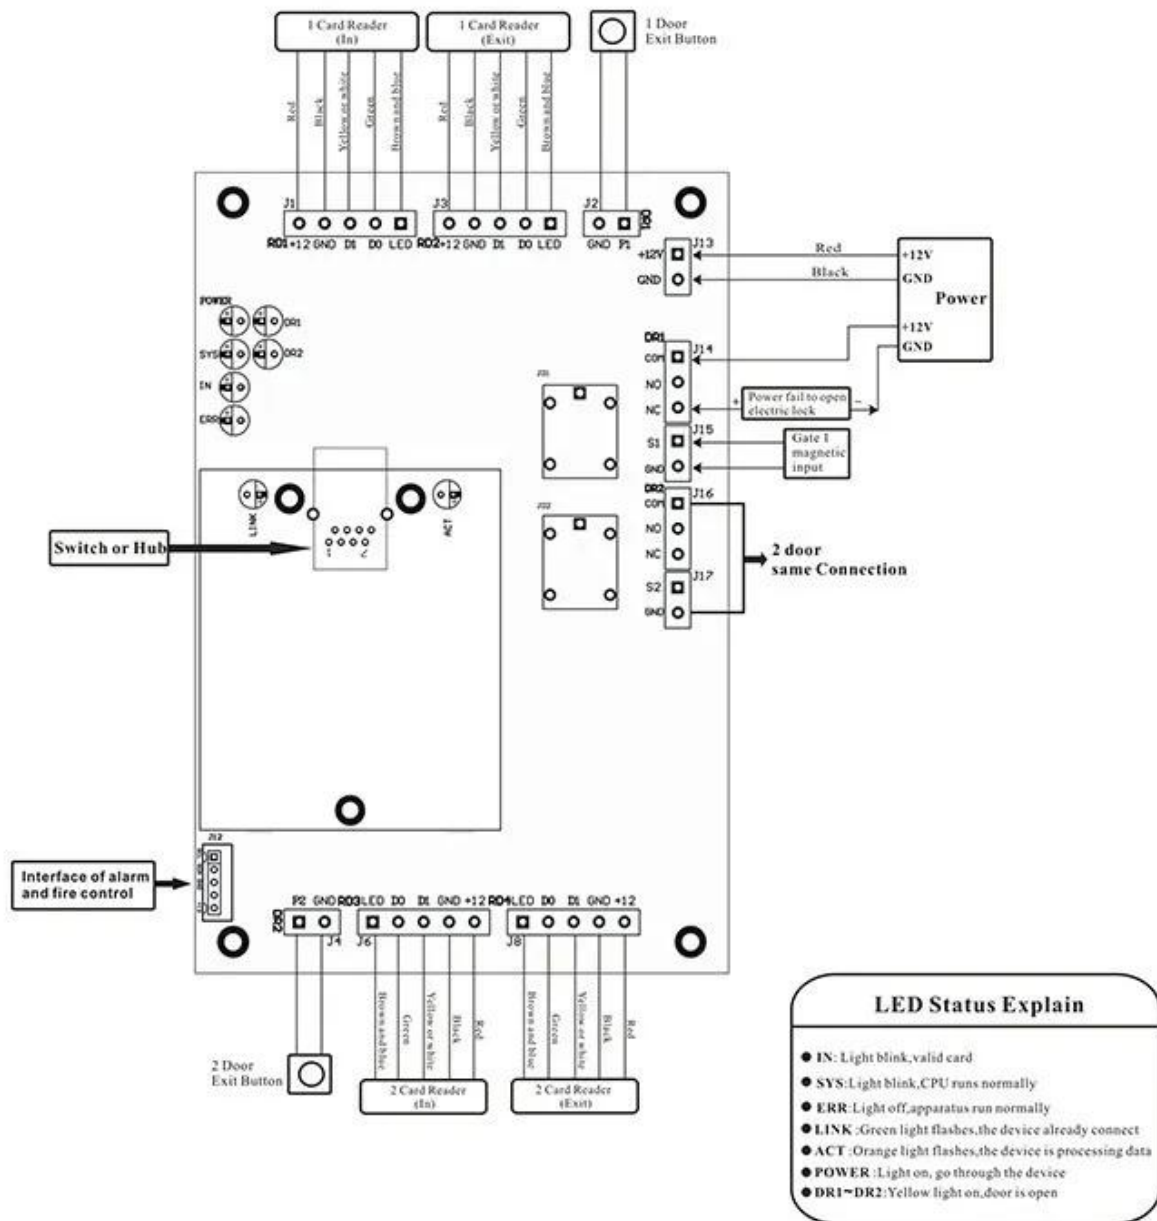 1 Card Reader
(In)
1 Card Reader
(Exit)
1 Door
Exit Button
Red
Black
Yellow or white
Green
Brown and blue
Red
Black
Yellow or white
Green
Brown and blue
J1
J3
J2
DR1
RD1 +12 GND D1 D0 LED
RD2 +12 GND D1 D0 LED
GND P1
J13
+12V
GND
Red
Black
+12V
GND
Power
+12V
GND
POWER
DR1
SYS
DR2
IN
ERR
DR1
J14
COM
NO
NC
+
Power fail to open
electric lock
-
J15
S1
GND
Gate 1
magnetic
input
DR2
J16
COM
NO
NC
J17
S2
GND
2 door
same Connection
LINK
ACT
Switch or Hub
J12
Interface of alarm
and fire control
P2 GND
DR2
J4
RD3 LED D0 D1 GND +12
J6
RD4 LED D0 D1 GND +12
J8
Brown and blue
Green
Yellow or white
Black
Red
Brown and blue
Green
Yellow or white
Black
Red
2 Door
Exit Button
2 Card Reader
(In)
2 Card Reader
(Exit)
LED Status Explain
● IN: Light blink,valid card
● SYS:Light blink,CPU runs normally
● ERR:Light off,apparatus run normally
● LINK :Green light flashes,the device already connect
● ACT :Orange light flashes,the device is processing data
● POWER :Light on, go through the device
● DR1~DR2:Yellow light on,door is open